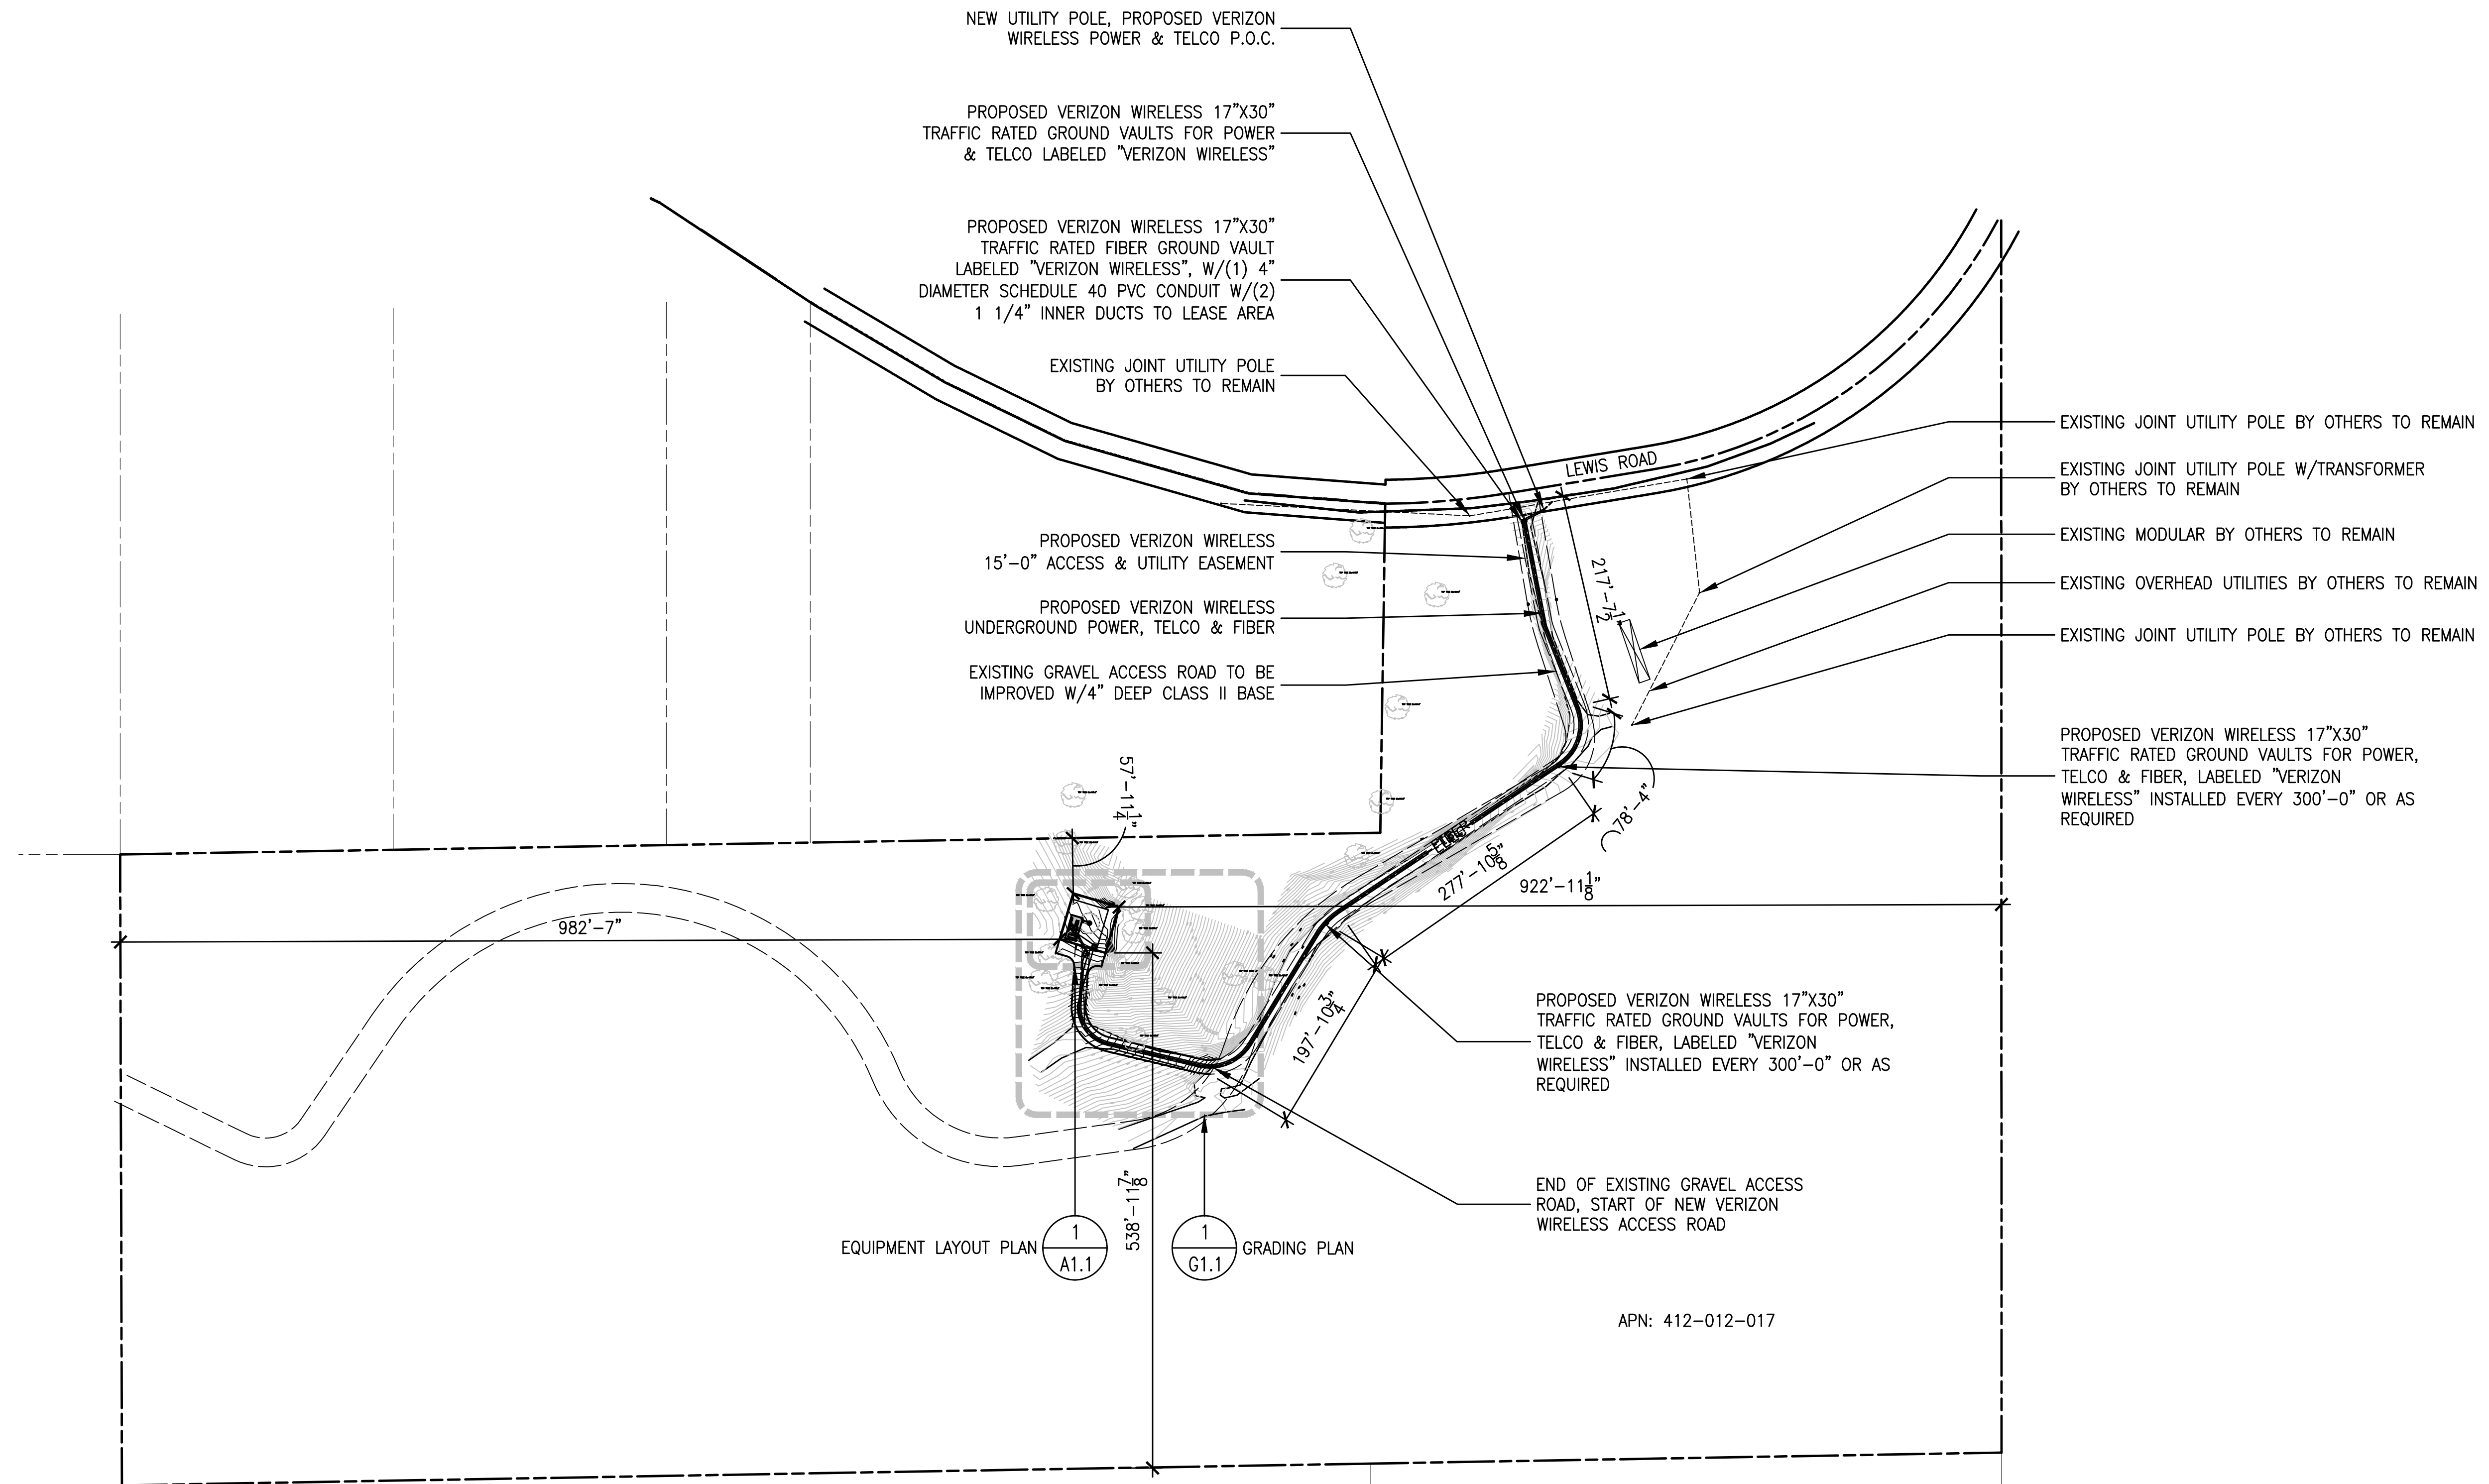 NEW UTILITY POLE, PROPOSED VERIZON
WIRELESS POWER & TELCO P.O.C.
PROPOSED VERIZON WIRELESS 17"X30"
TRAFFIC RATED GROUND VAULTS FOR POWER
& TELCO LABELED "VERIZON WIRELESS"
PROPOSED VERIZON WIRELESS 17"X30"
TRAFFIC RATED FIBER GROUND VAULT
LABELED "VERIZON WIRELESS", W/(1) 4"
DIAMETER SCHEDULE 40 PVC CONDUIT W/(2)
1 1/4" INNER DUCTS TO LEASE AREA
EXISTING JOINT UTILITY POLE
BY OTHERS TO REMAIN
LEWIS ROAD
EXISTING JOINT UTILITY POLE BY OTHERS TO REMAIN
EXISTING JOINT UTILITY POLE W/TRANSFORMER
BY OTHERS TO REMAIN
EXISTING MODULAR BY OTHERS TO REMAIN
EXISTING OVERHEAD UTILITIES BY OTHERS TO REMAIN
EXISTING JOINT UTILITY POLE BY OTHERS TO REMAIN
PROPOSED VERIZON WIRELESS
15'-0" ACCESS & UTILITY EASEMENT
PROPOSED VERIZON WIRELESS
UNDERGROUND POWER, TELCO & FIBER
EXISTING GRAVEL ACCESS ROAD TO BE
IMPROVED W/4" DEEP CLASS II BASE
217'-7 1/2"
PROPOSED VERIZON WIRELESS 17"X30"
TRAFFIC RATED GROUND VAULTS FOR POWER,
TELCO & FIBER, LABELED "VERIZON
WIRELESS" INSTALLED EVERY 300'-0" OR AS
REQUIRED
57'-11 1/4"
78'-4"
277'-10 5/8"
922'-11 1/8"
982'-7"
197'-10 3/4"
PROPOSED VERIZON WIRELESS 17"X30"
TRAFFIC RATED GROUND VAULTS FOR POWER,
TELCO & FIBER, LABELED "VERIZON
WIRELESS" INSTALLED EVERY 300'-0" OR AS
REQUIRED
END OF EXISTING GRAVEL ACCESS
ROAD, START OF NEW VERIZON
WIRELESS ACCESS ROAD
538'-11 7/8"
EQUIPMENT LAYOUT PLAN
1
A1.1
1
G1.1
GRADING PLAN
APN: 412-012-017